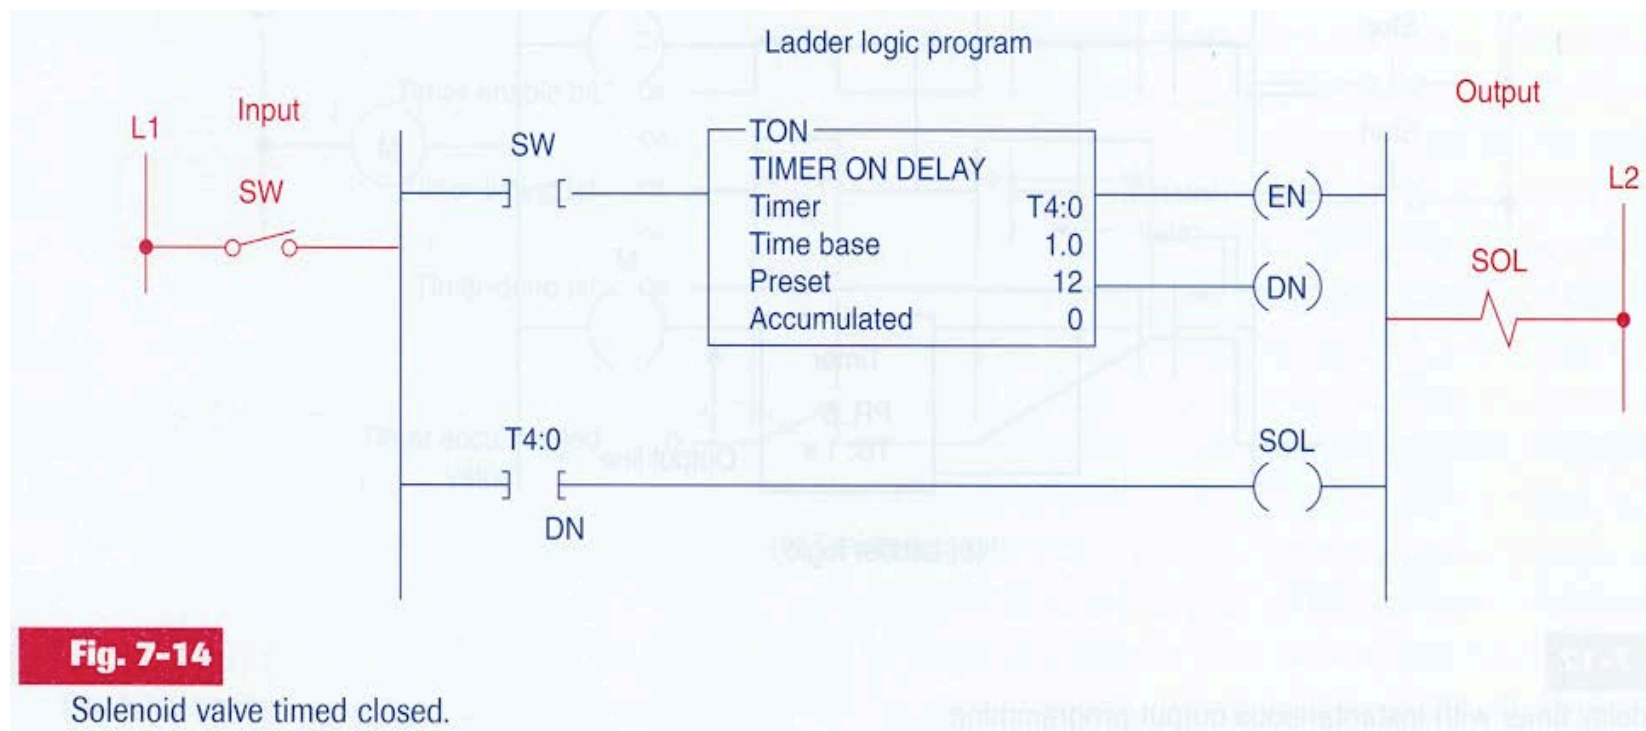 Ladder logic program
Input
Output
L1
SW
SW
TON
TIMER ON DELAY
Timer T4:0
Time base 1.0
Preset 12
Accumulated 0
EN
DN
L2
SOL
T4:0
DN
SOL
Fig. 7-14
Solenoid valve timed closed.